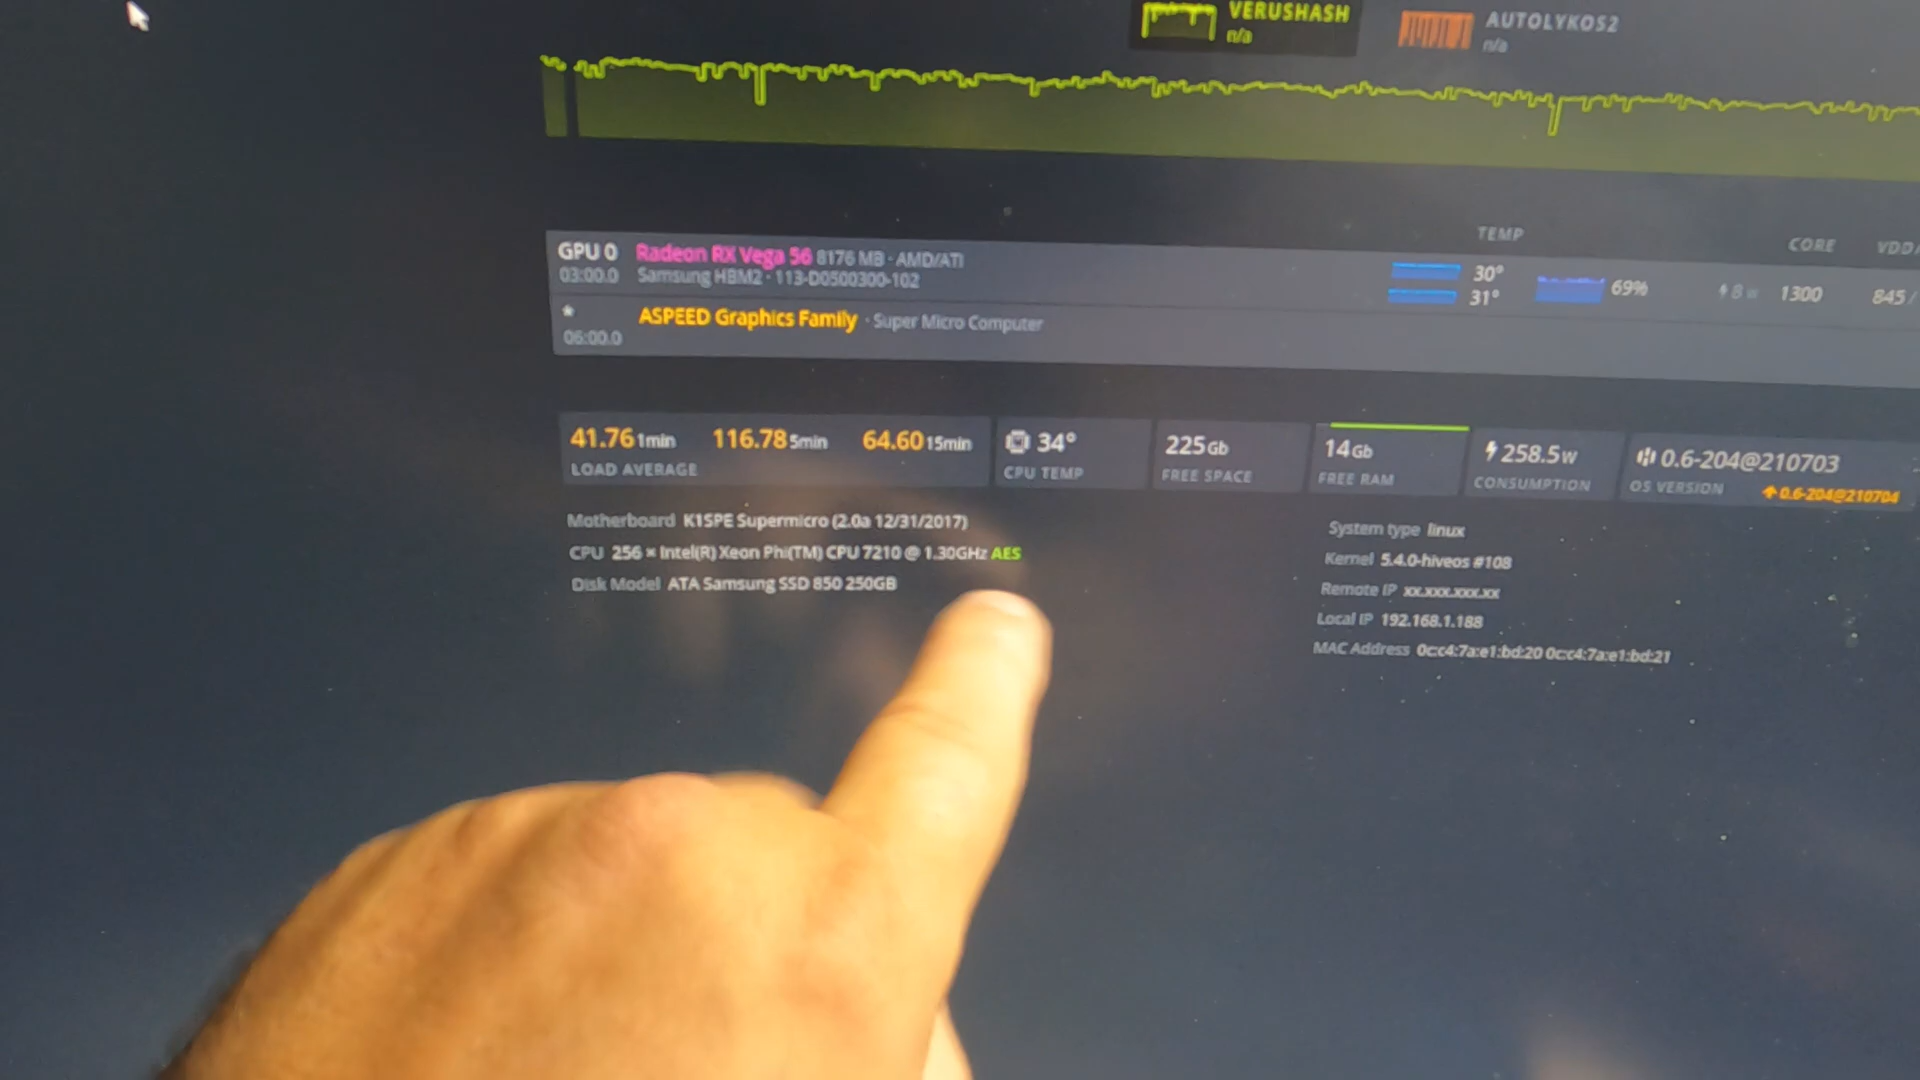 VERUSHASH
n/a
AUTOLYKOS2
n/a
TEMP
CORE
GPU 0 Radeon RX Vega 56 8176 MB · AMD/ATI
03:00.0 Samsung HBM2 · 113-D0500300-102
30°
31°
69%
8 w
1300
845/
* ASPEED Graphics Family · Super Micro Computer
06:00.0
41.76 1min 116.78 5min 64.60 15min
LOAD AVERAGE
34°
CPU TEMP
225 Gb
FREE SPACE
14 Gb
FREE RAM
258.5 w
CONSUMPTION
0.6-204@210703
OS VERSION 0.6-204@210704
Motherboard K1SPE Supermicro (2.0a 12/31/2017)
CPU 256 × Intel(R) Xeon Phi(TM) CPU 7210 @ 1.30GHz AES
Disk Model ATA Samsung SSD 850 250GB
System type linux
Kernel 5.4.0-hiveos #108
Remote IP xx.xxx.xxx.xx
Local IP 192.168.1.188
MAC Address 0c:c4:7a:e1:bd:20 0c:c4:7a:e1:bd:21